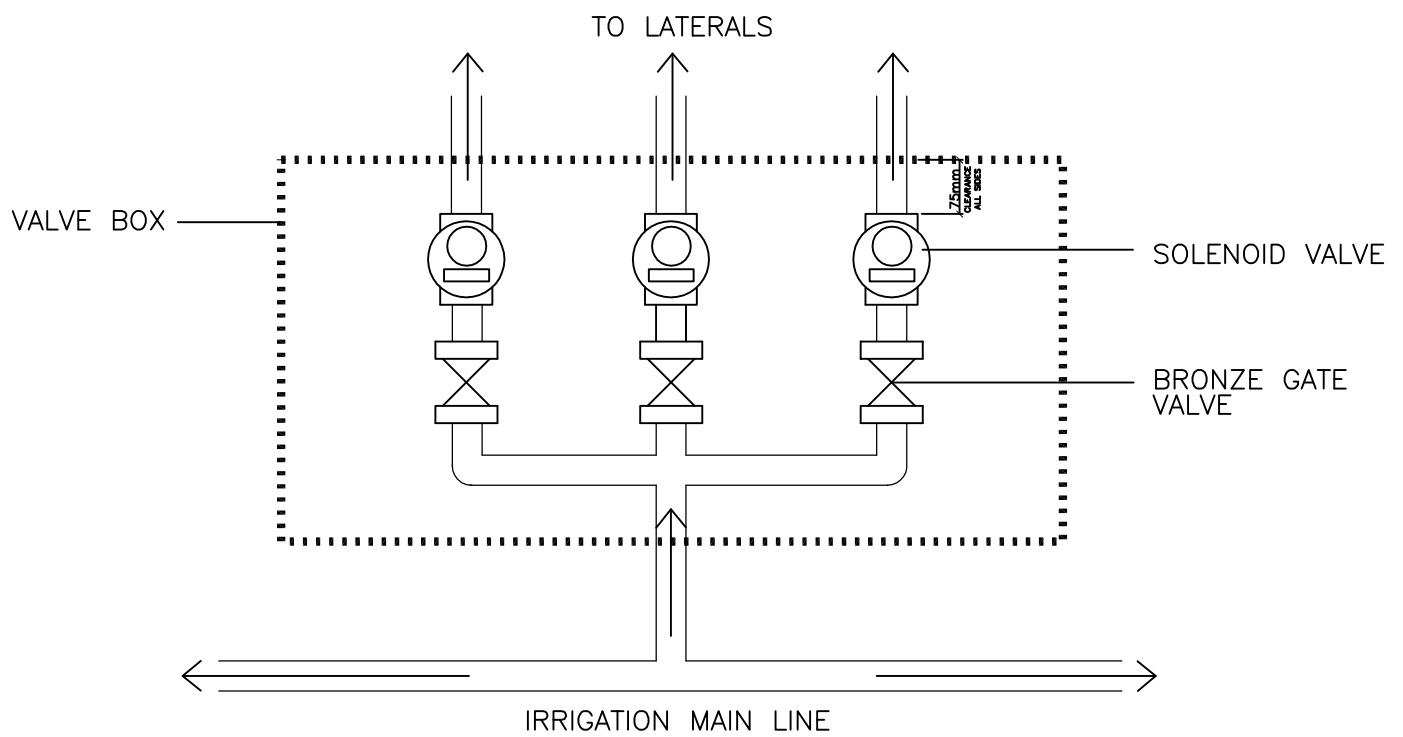 TO LATERALS
VALVE BOX
75mm
CLEARANCE
ALL SIDES
SOLENOID VALVE
BRONZE GATE
VALVE
IRRIGATION MAIN LINE